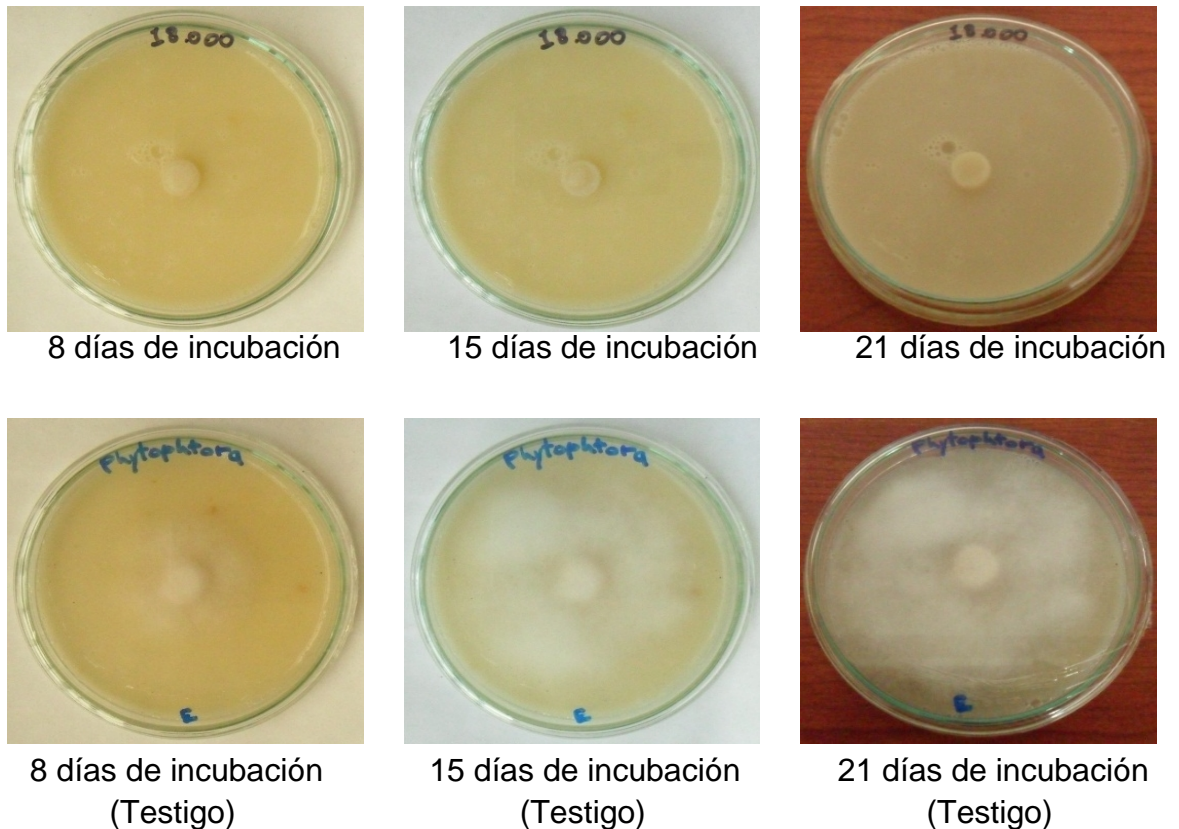 18000
18000
18000
8 días de incubación
15 días de incubación
21 días de incubación
phytophtora
phytophtora
phytophtora
E
E
E
8 días de incubación
(Testigo)
15 días de incubación
(Testigo)
21 días de incubación
(Testigo)